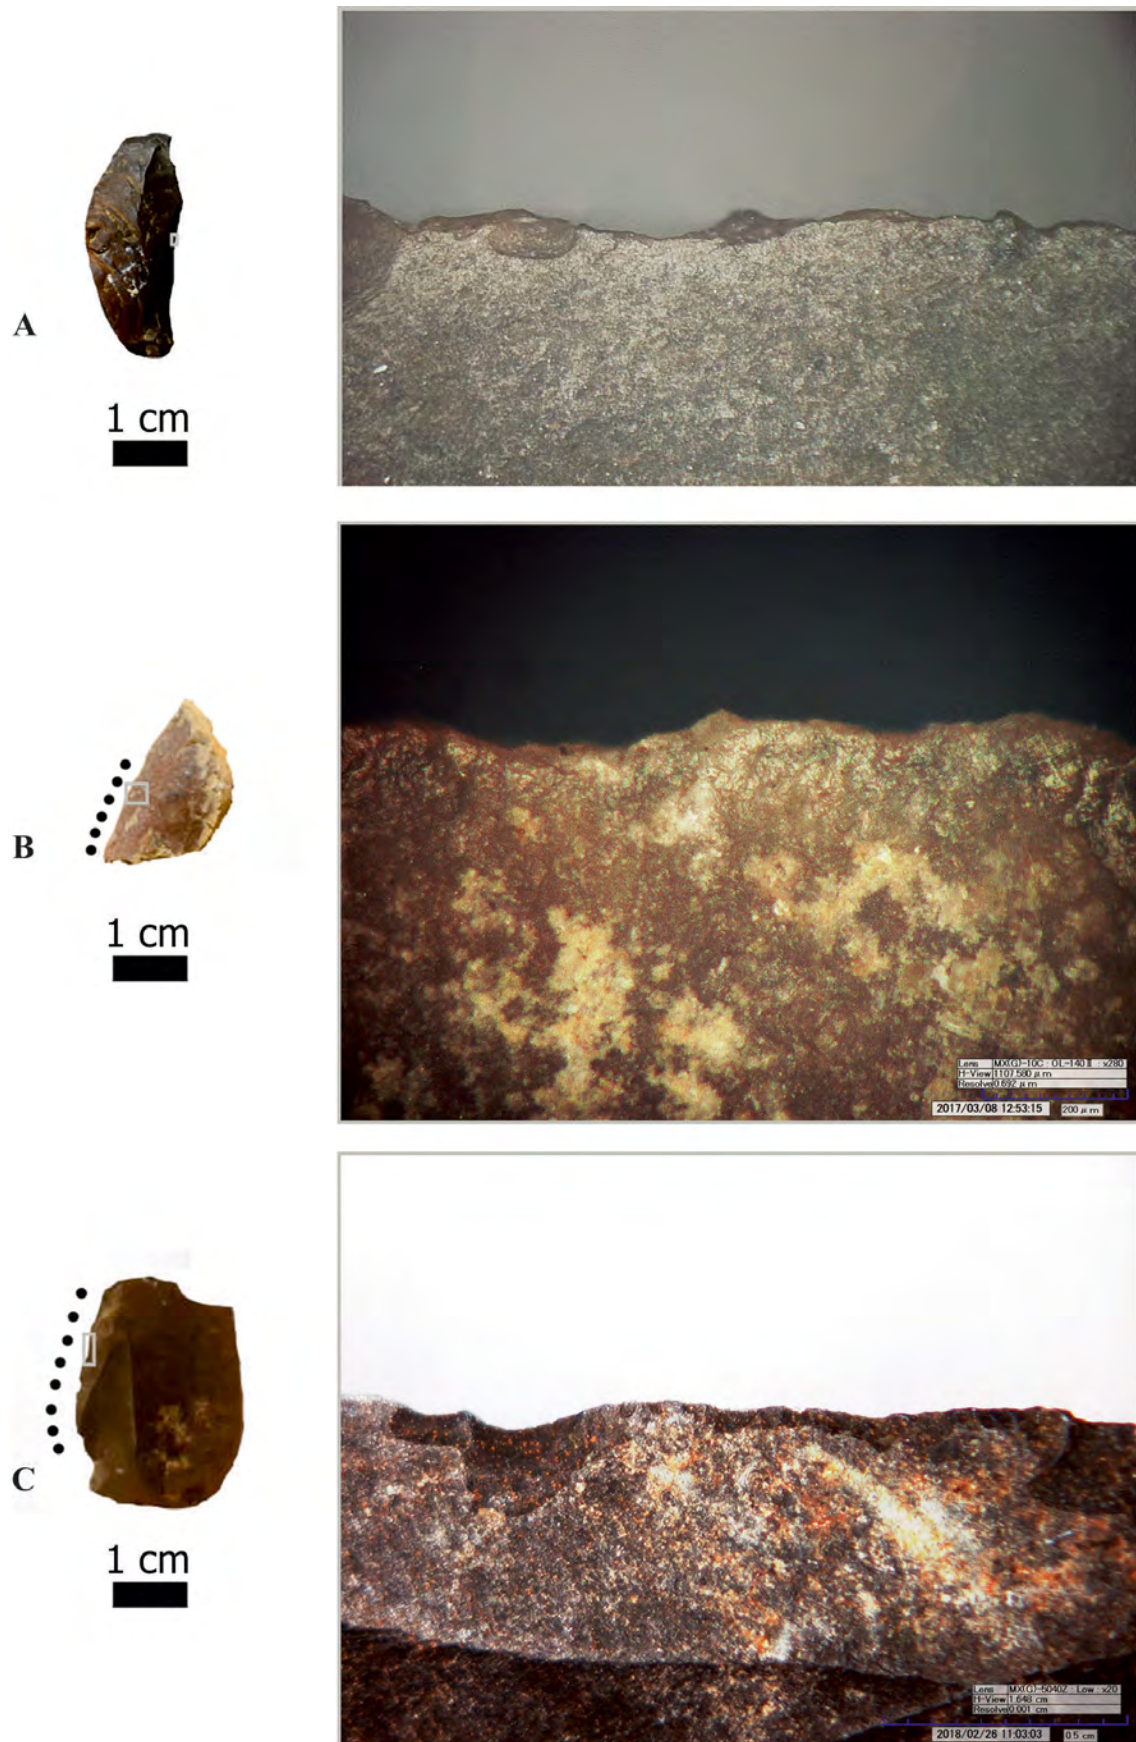 A
1 cm
B
1 cm
Lens MX(G)-10C : OL-140Ⅱ : x280
H-View 1107.580 μm
Resolve 0.692 μm
2017/03/08 12:53:15 200 μm
C
1 cm
Lens MX(G)-5040Z : Low : x20
H-View 1.648 cm
Resolve 0.001 cm
2018/02/26 11:03:03 0.5 cm